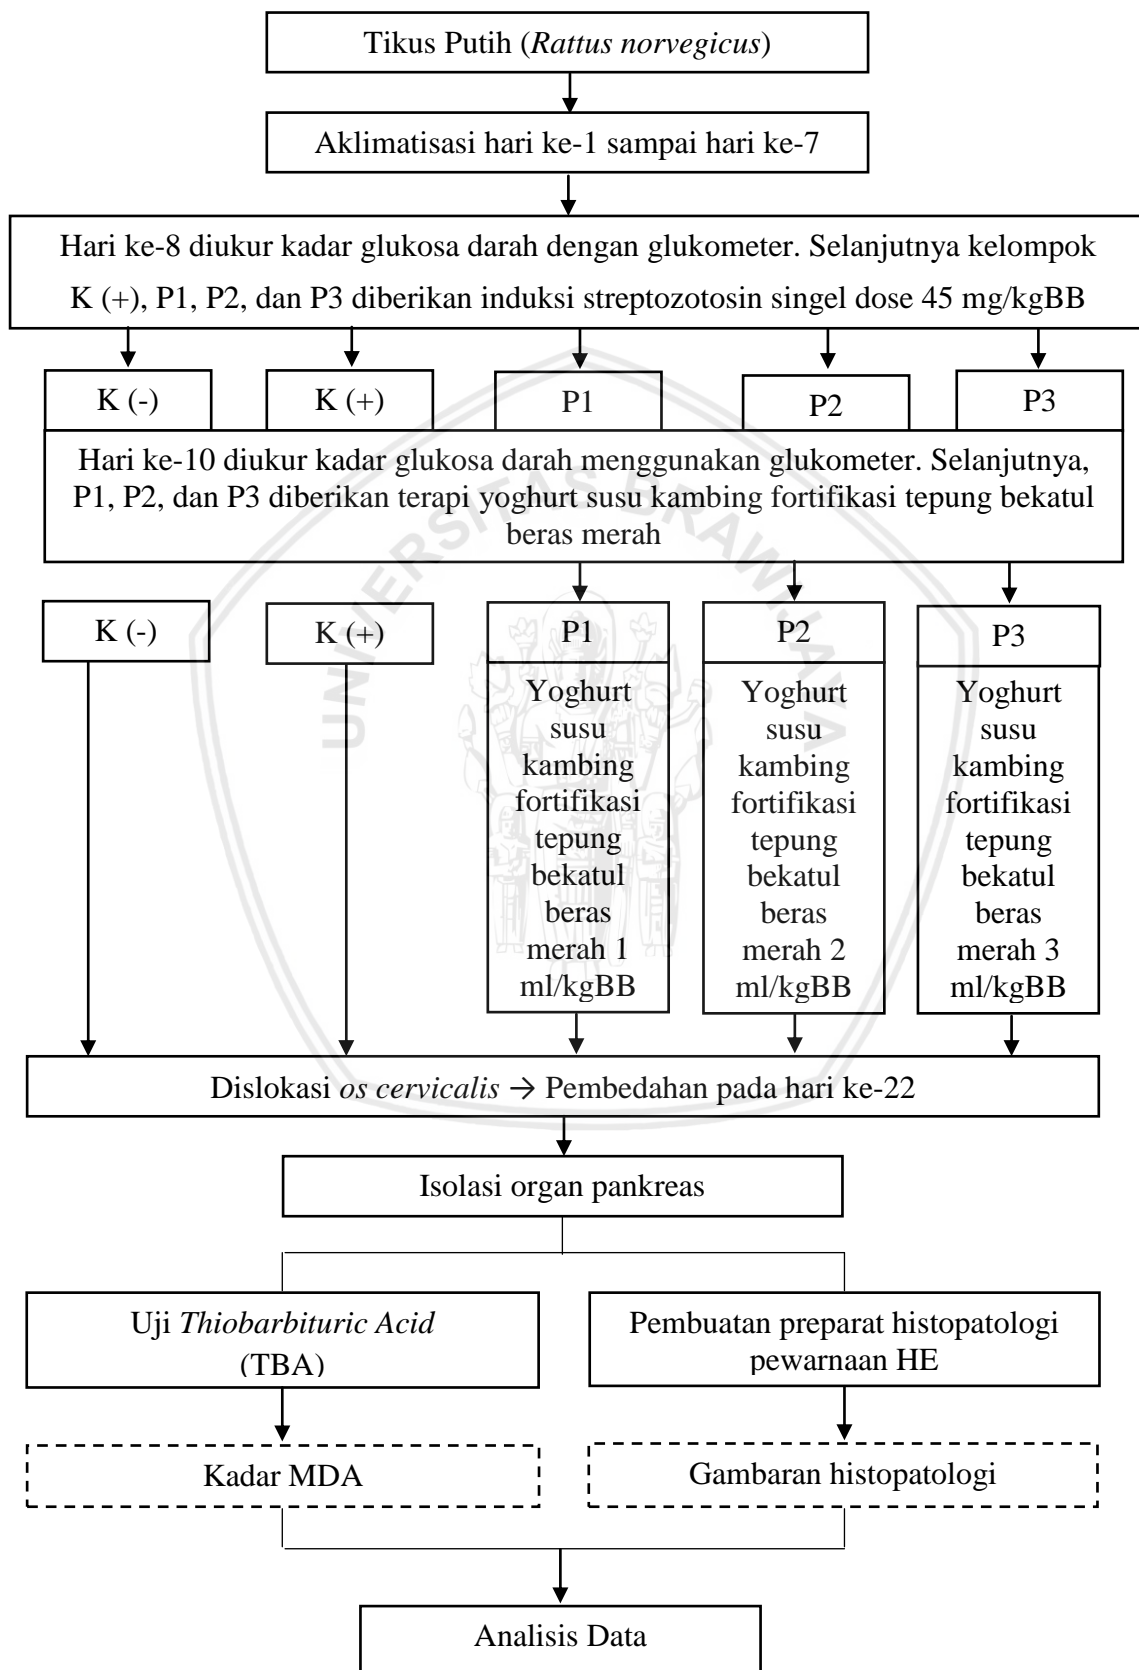 Tikus Putih (Rattus norvegicus)
Aklimatisasi hari ke-1 sampai hari ke-7
Hari ke-8 diukur kadar glukosa darah dengan glukometer. Selanjutnya kelompok
K (+), P1, P2, dan P3 diberikan induksi streptozotosin singel dose 45 mg/kgBB
K (-)
K (+)
P1
P2
P3
Hari ke-10 diukur kadar glukosa darah menggunakan glukometer. Selanjutnya,
P1, P2, dan P3 diberikan terapi yoghurt susu kambing fortifikasi tepung bekatul
beras merah
UNIVERSITAS BRAWIJAYA
K (-)
K (+)
P1
Yoghurt
susu
kambing
fortifikasi
tepung
bekatul
beras
merah 1
ml/kgBB
P2
Yoghurt
susu
kambing
fortifikasi
tepung
bekatul
beras
merah 2
ml/kgBB
P3
Yoghurt
susu
kambing
fortifikasi
tepung
bekatul
beras
merah 3
ml/kgBB
Dislokasi os cervicalis → Pembedahan pada hari ke-22
Isolasi organ pankreas
Uji Thiobarbituric Acid
(TBA)
Pembuatan preparat histopatologi
pewarnaan HE
Kadar MDA
Gambaran histopatologi
Analisis Data